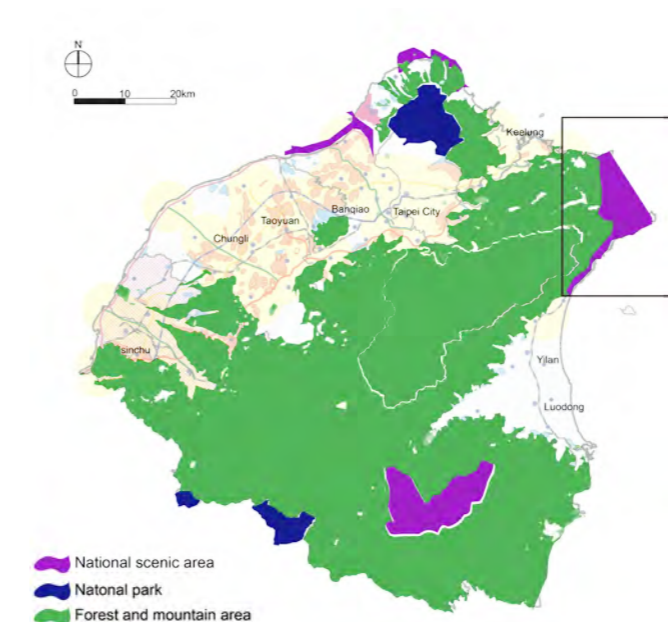 N
0 10 20km
Keelung
Banqiao
Taipei City
Taoyuan
Chungli
sinchu
Yjlan
Luodong
National scenic area
Natonal park
Forest and mountain area